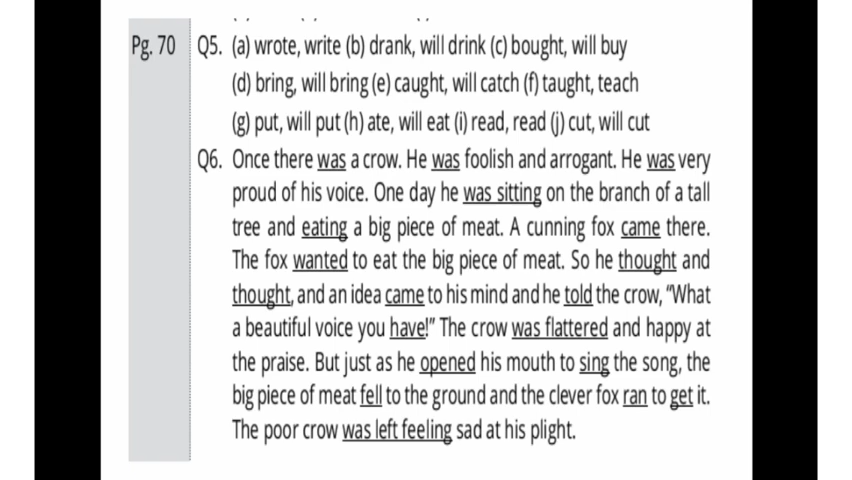 Pg. 70 Q5. (a) wrote, write (b) drank, will drink (c) bought, will buy
(d) bring, will bring (e) caught, will catch (f) taught, teach
(g) put, will put (h) ate, will eat (i) read, read (j) cut, will cut
Q6. Once there was a crow. He was foolish and arrogant. He was very
proud of his voice. One day he was sitting on the branch of a tall
tree and eating a big piece of meat. A cunning fox came there.
The fox wanted to eat the big piece of meat. So he thought and
thought, and an idea came to his mind and he told the crow, “What
a beautiful voice you have!” The crow was flattered and happy at
the praise. But just as he opened his mouth to sing the song, the
big piece of meat fell to the ground and the clever fox ran to get it.
The poor crow was left feeling sad at his plight.